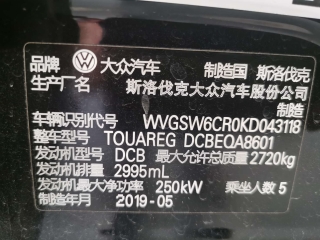 品牌 大众汽车 制造国 斯洛伐克
生产厂名 斯洛伐克大众汽车股份公司
车辆识别代号 WVGSW6CR0KD043118
整车型号 TOUAREG DCBEQA8601
发动机型号 DCB 最大允许总质量 2720kg
发动机排量 2995mL
发动机最大净功率 250kW 乘坐人数 5
制造年月 2019-05